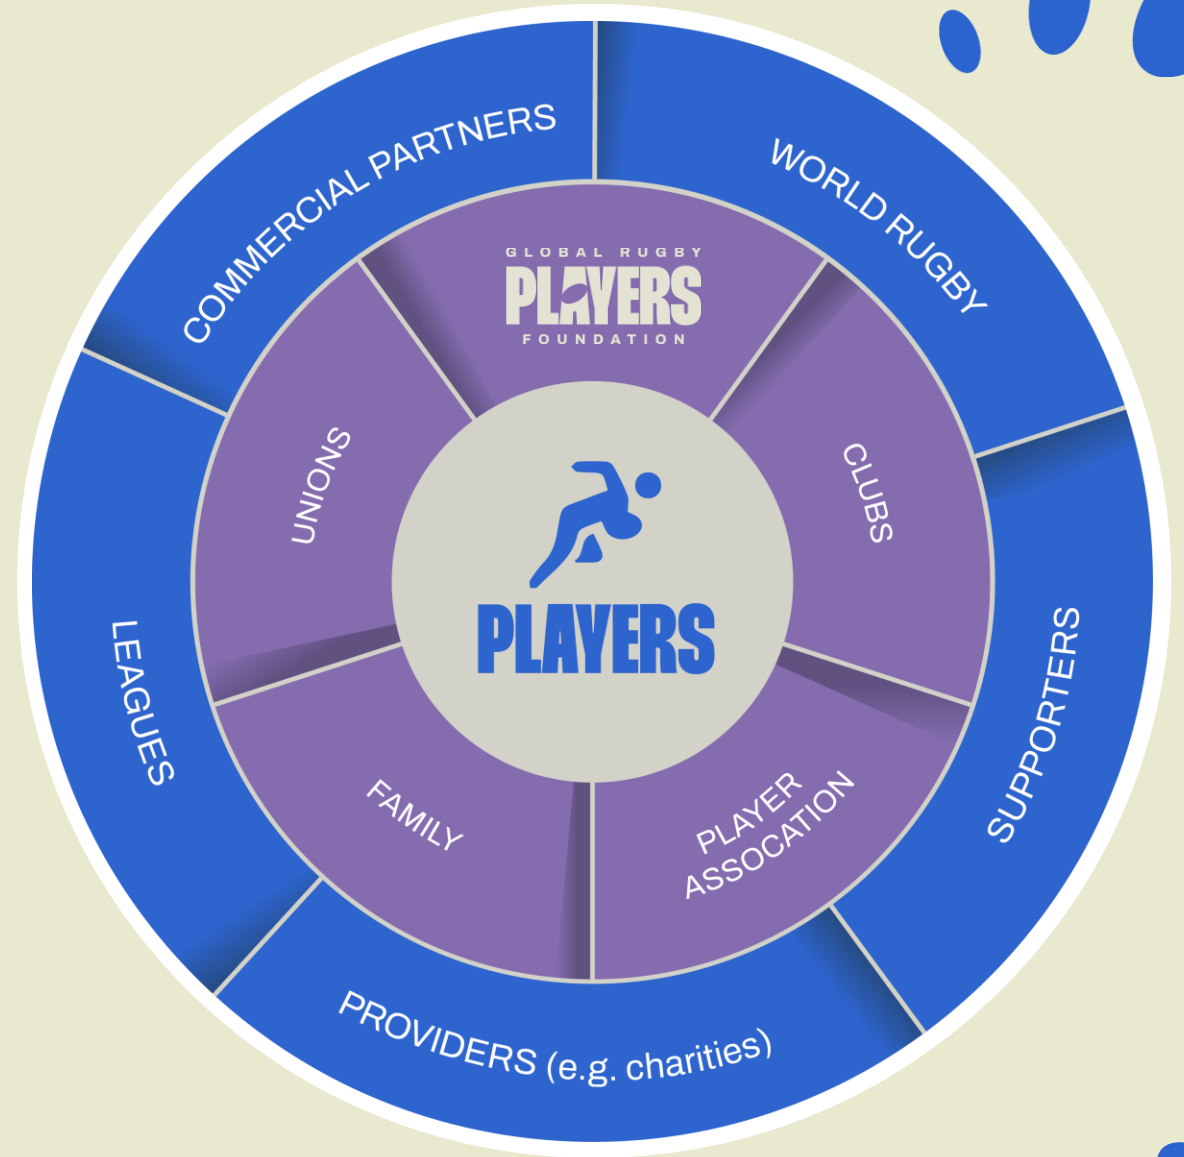 COMMERCIAL PARTNERS
WORLD RUGBY
GLOBAL RUGBY
PLAYERS
FOUNDATION
UNIONS
CLUBS
PLAYERS
LEAGUES
SUPPORTERS
FAMILY
PLAYER
ASSOCATION
PROVIDERS (e.g. charities)